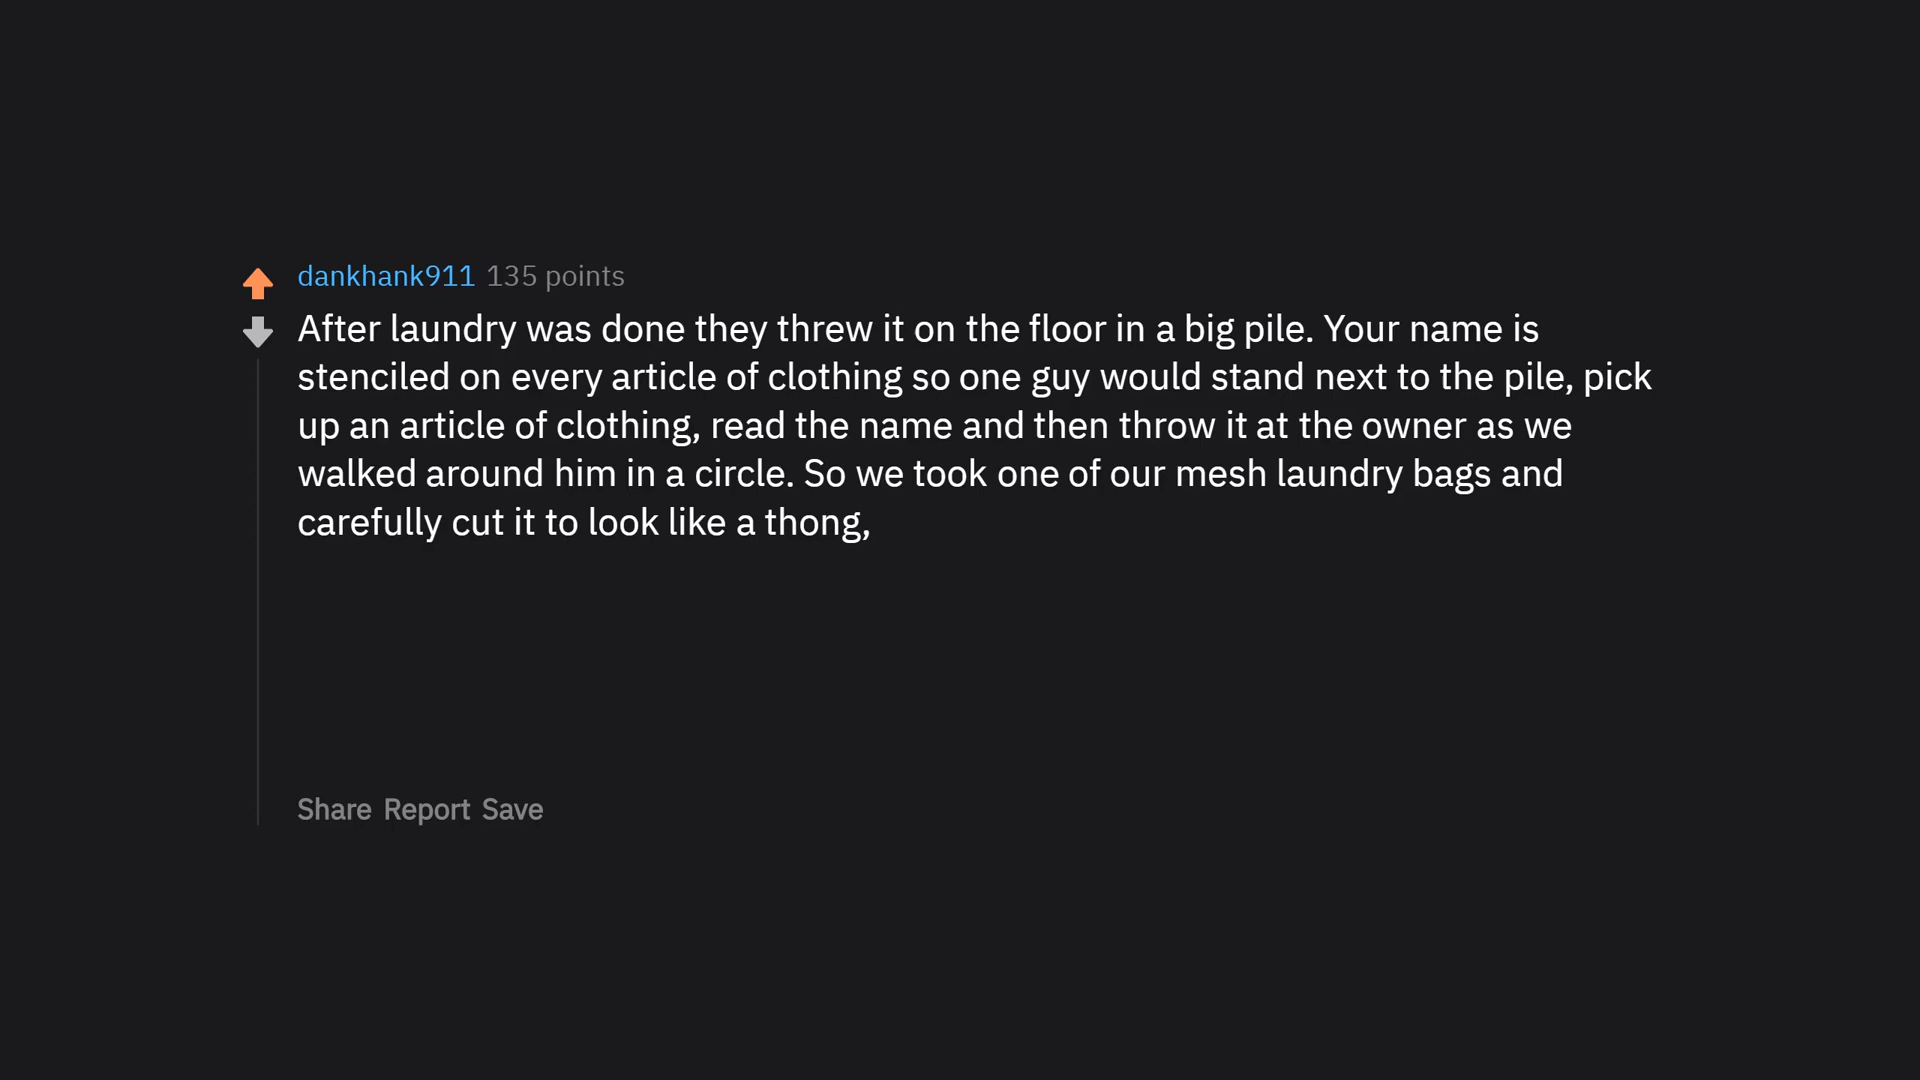 dankhank911 135 points
After laundry was done they threw it on the floor in a big pile. Your name is
stenciled on every article of clothing so one guy would stand next to the pile, pick
up an article of clothing, read the name and then throw it at the owner as we
walked around him in a circle. So we took one of our mesh laundry bags and
carefully cut it to look like a thong,
Share Report Save